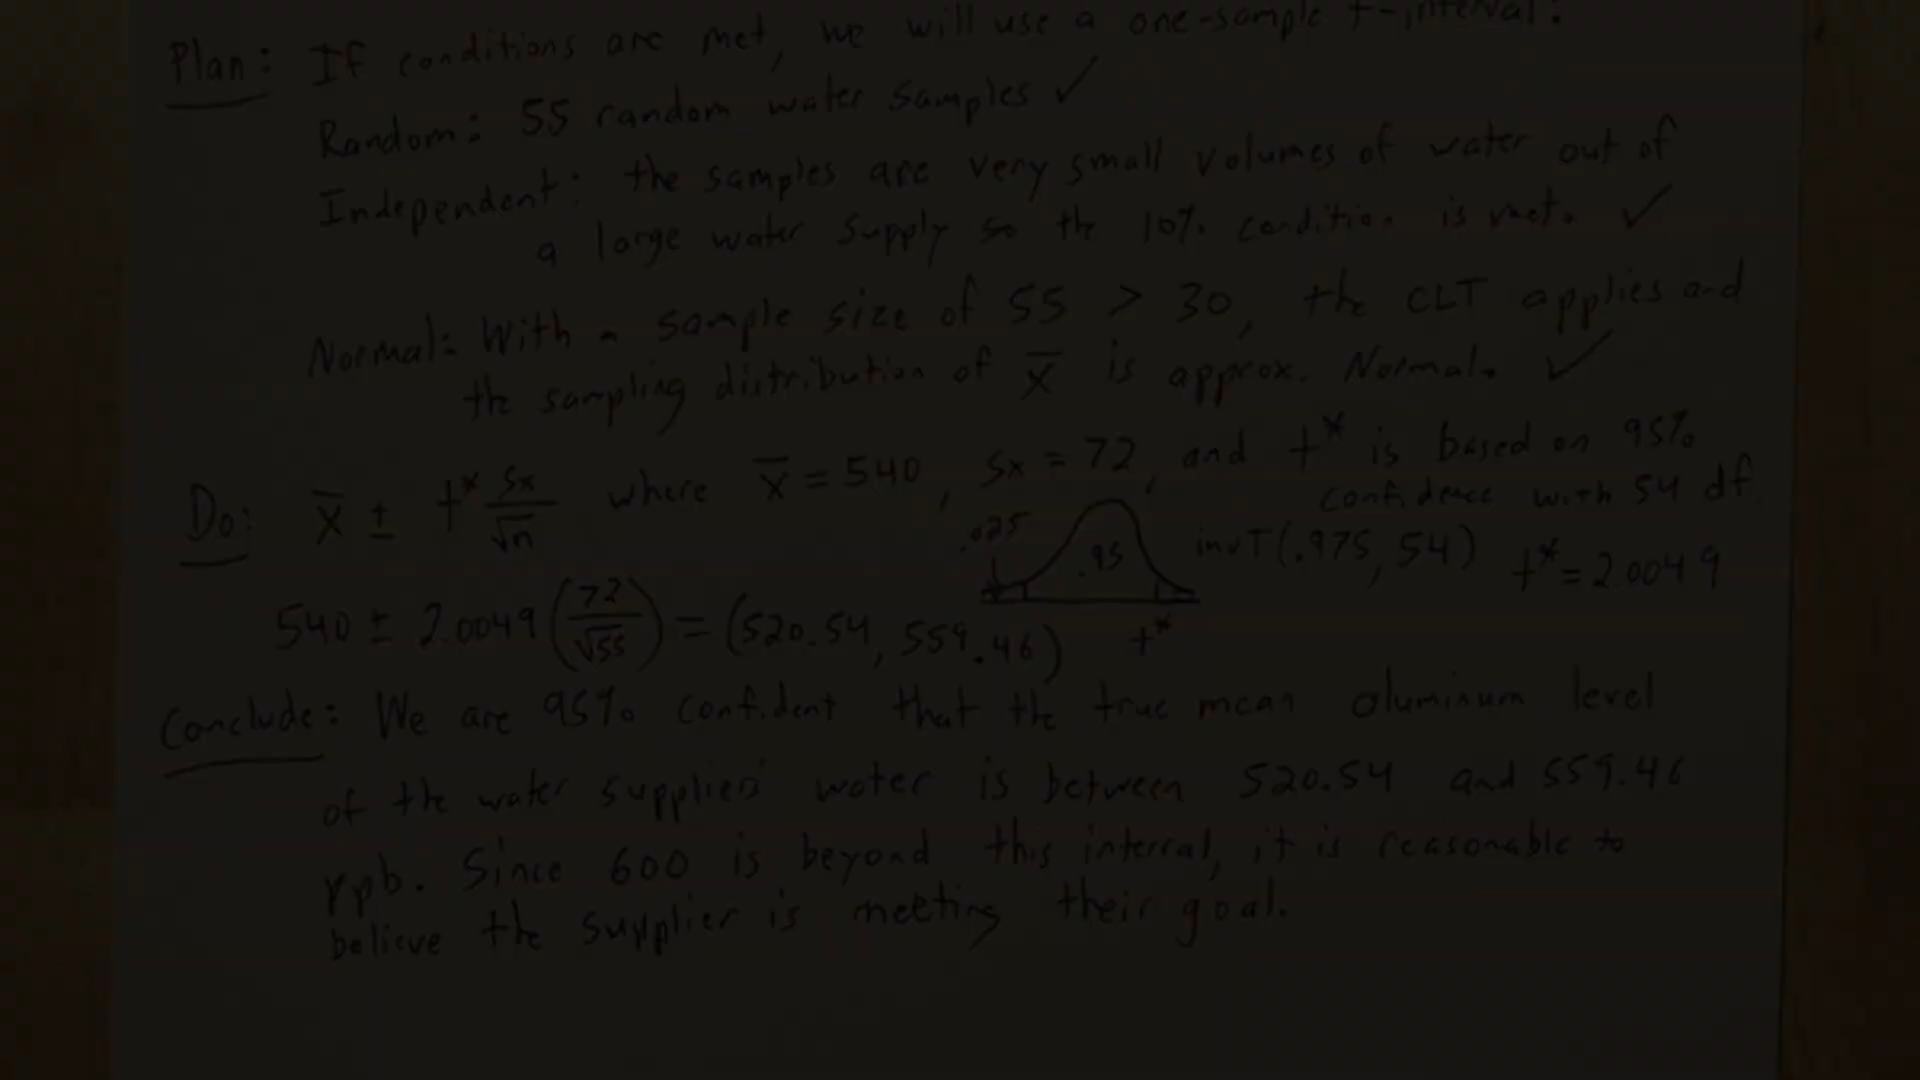 Plan: If conditions are met, we will use a one-sample t-interval:
Random: 55 random water samples ✓
Independent: the samples are very small volumes of water out of
a large water supply so the 10% condition is met. ✓
Normal: With a sample size of 55 > 30, the CLT applies and
the sampling distribution of x̄ is approx. Normal. ✓
Do: x̄ ± t* Sx/√n where x̄ = 540, Sx = 72, and t* is based on 95%
confidence with 54 df
.025 .95 t* invT(.975, 54) t* = 2.0049
540 ± 2.0049 (72/√55) = (520.54, 559.46)
Conclude: We are 95% confident that the true mean aluminum level
of the water supplier's water is between 520.54 and 559.46
ppb. Since 600 is beyond this interval, it is reasonable to
believe the supplier is meeting their goal.